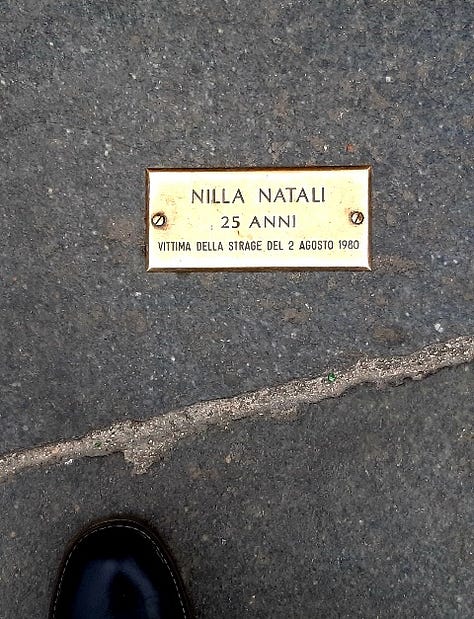 NILLA NATALI
25 ANNI
VITTIMA DELLA STRAGE DEL 2 AGOSTO 1980